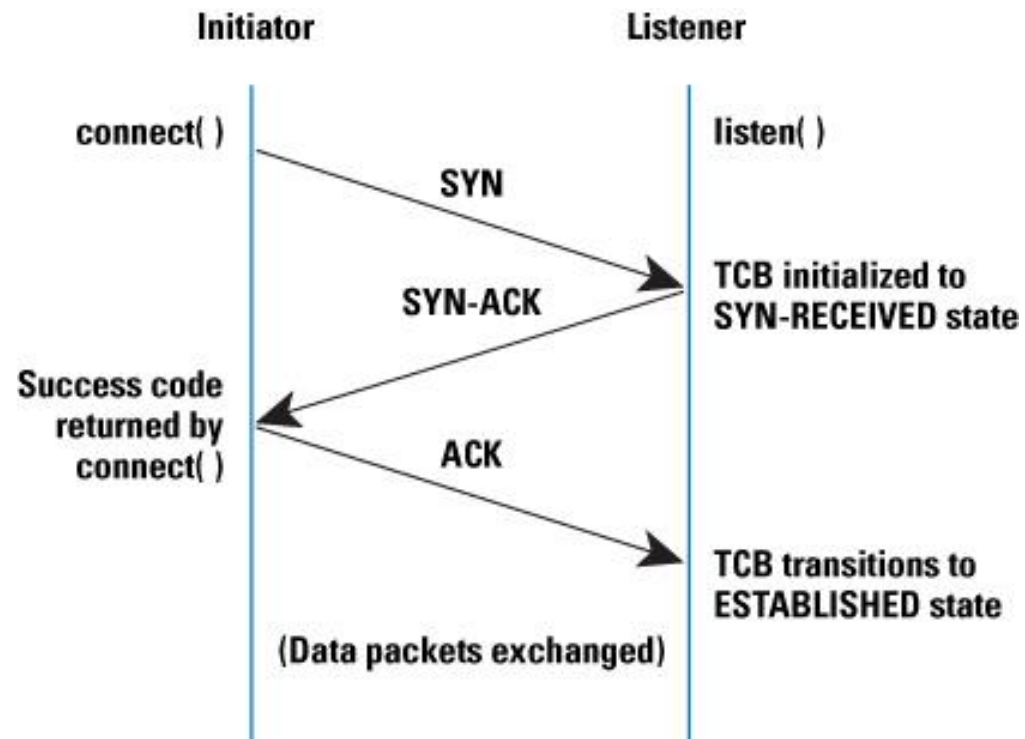 Initiator
Listener
connect( )
listen( )
SYN
TCB initialized to
SYN-RECEIVED state
SYN-ACK
Success code
returned by
connect( )
ACK
TCB transitions to
ESTABLISHED state
(Data packets exchanged)